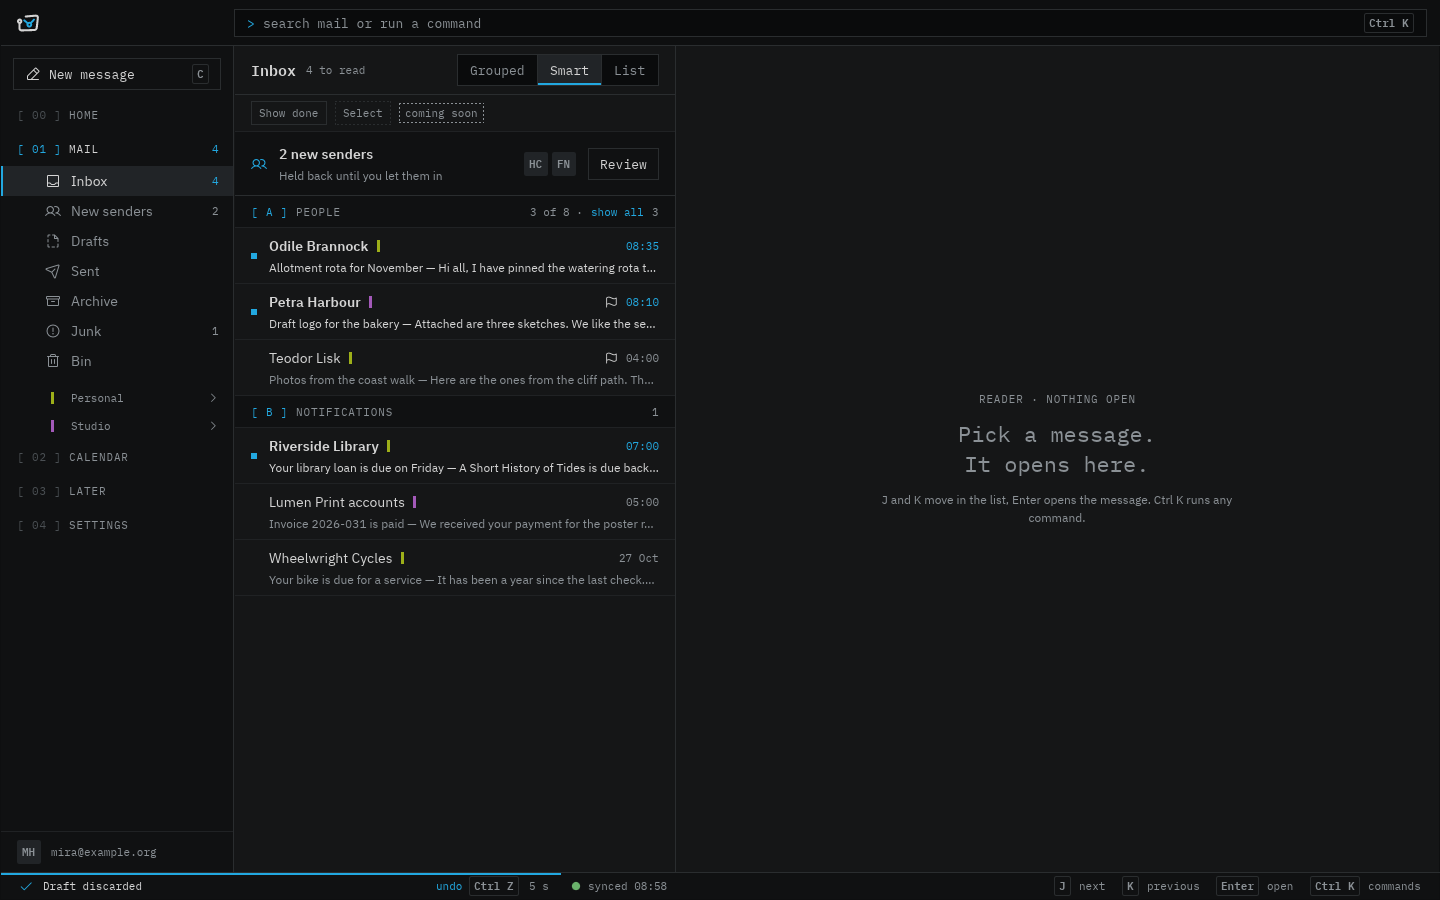 > search mail or run a command Ctrl K
New message C
[ 00 ] HOME
[ 01 ] MAIL 4
Inbox 4
New senders 2
Drafts
Sent
Archive
Junk 1
Bin
Personal
Studio
[ 02 ] CALENDAR
[ 03 ] LATER
[ 04 ] SETTINGS
MH mira@example.org
Inbox 4 to read Grouped Smart List
Show done Select coming soon
2 new senders
Held back until you let them in
HC FN Review
[ A ] PEOPLE 3 of 8 · show all 3
Odile Brannock 08:35
Allotment rota for November — Hi all, I have pinned the watering rota t…
Petra Harbour 08:10
Draft logo for the bakery — Attached are three sketches. We like the se…
Teodor Lisk 04:00
Photos from the coast walk — Here are the ones from the cliff path. Th…
[ B ] NOTIFICATIONS 1
Riverside Library 07:00
Your library loan is due on Friday — A Short History of Tides is due back…
Lumen Print accounts 05:00
Invoice 2026-031 is paid — We received your payment for the poster r…
Wheelwright Cycles 27 Oct
Your bike is due for a service — It has been a year since the last check.…
READER · NOTHING OPEN
Pick a message.
It opens here.
J and K move in the list, Enter opens the message. Ctrl K runs any
command.
Draft discarded undo Ctrl Z 5 s synced 08:58 J next K previous Enter open Ctrl K commands